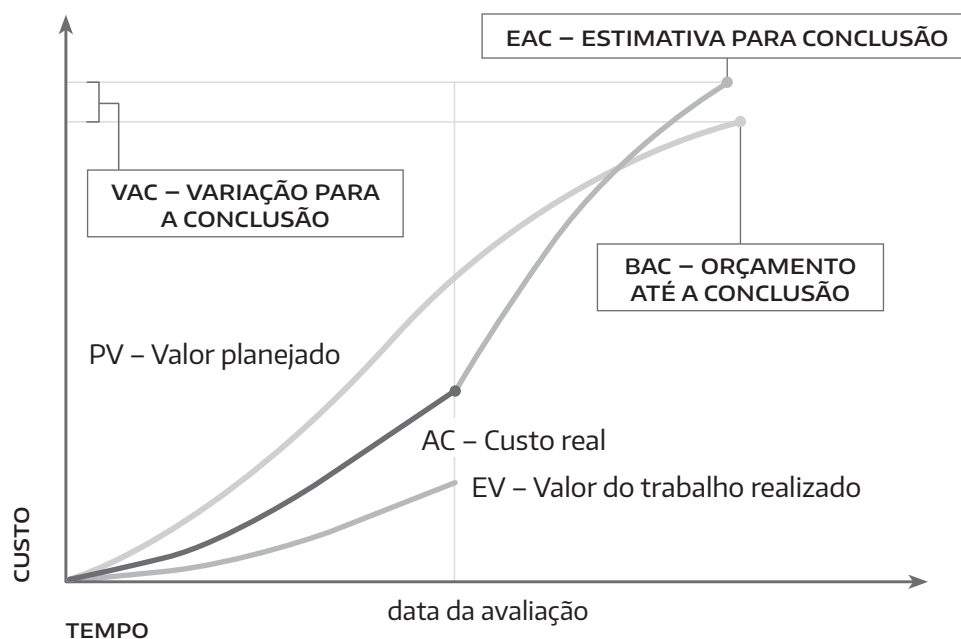 EAC – ESTIMATIVA PARA CONCLUSÃO
VAC – VARIAÇÃO PARA
A CONCLUSÃO
BAC – ORÇAMENTO
ATÉ A CONCLUSÃO
PV – Valor planejado
AC – Custo real
EV – Valor do trabalho realizado
CUSTO
data da avaliação
TEMPO